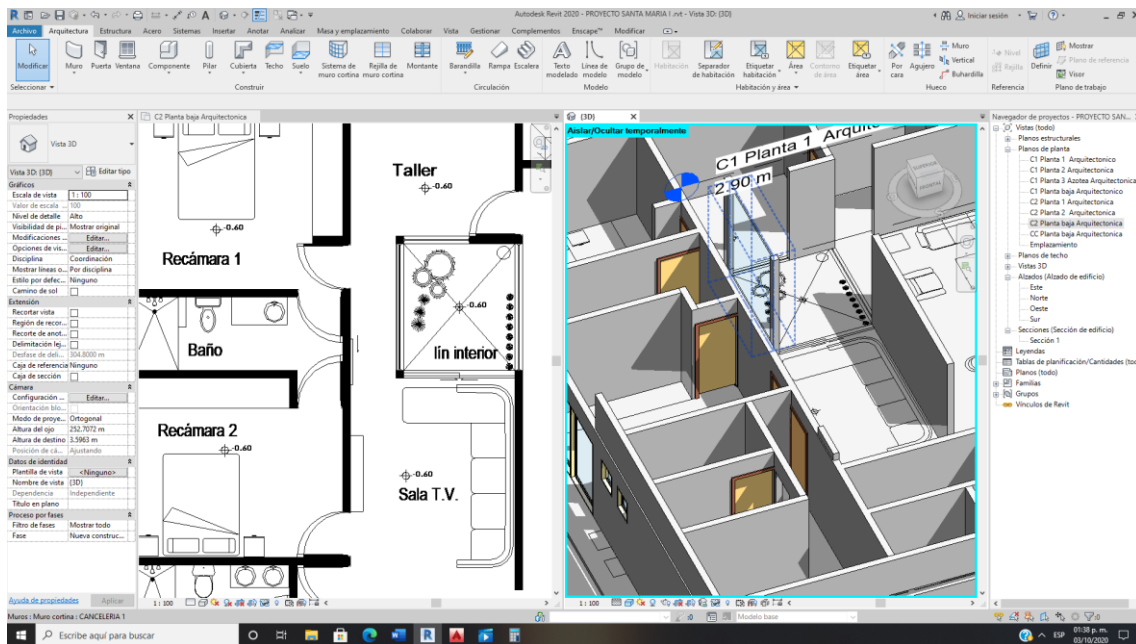 Autodesk Revit 2020 - PROYECTO SANTA MARIA I .rvt - Vista 3D: {3D}
Iniciar sesión
Archivo Arquitectura Estructura Acero Sistemas Insertar Anotar Analizar Masa y emplazamiento Colaborar Vista Gestionar Complementos Enscape™ Modificar
Modificar
Muro Puerta Ventana Componente Pilar Cubierta Techo Suelo Sistema de muro cortina Rejilla de muro cortina Montante
Barandilla Rampa Escalera
Texto modelado Línea de modelo Grupo de modelo
Habitación Separador de habitación Etiquetar habitación Área Contorno de área Etiquetar área
Por cara Agujero Muro Vertical Buhardilla
Nivel Rejilla
Definir Mostrar Plano de referencia Visor
Seleccionar Construir Circulación Modelo Habitación y área Hueco Referencia Plano de trabajo
Propiedades
Vista 3D
Vista 3D: {3D} Editar tipo
Gráficos
Escala de vista 1 : 100
Valor de escala ... 100
Nivel de detalle Alto
Visibilidad de pi... Mostrar original
Modificaciones ... Editar...
Opciones de vis... Editar...
Disciplina Coordinación
Mostrar líneas o... Por disciplina
Estilo por defec... Ninguno
Camino de sol
Extensión
Recortar vista
Región de recor...
Recorte de anot...
Delimitación lej...
Desfase de deli... 304.8000 m
Caja de referencia Ninguno
Caja de sección
Cámara
Configuración ... Editar...
Orientación blo...
Modo de proye... Ortogonal
Altura del ojo 252.7072 m
Altura de destino 3.5963 m
Posición de cá... Ajustando
Datos de identidad
Plantilla de vista <Ninguno>
Nombre de vista {3D}
Dependencia Independiente
Título en plano
Proceso por fases
Filtro de fases Mostrar todo
Fase Nueva construc...
Ayuda de propiedades Aplicar
C2 Planta baja Arquitectonica
Taller
-0.60
-0.60
Recámara 1
-0.60
Baño
lín interior
Recámara 2
-0.60
-0.60
Sala T.V.
1 : 100
{3D}
Aislar/Ocultar temporalmente
C1 Planta 1 Arquite
2.90 m
SUPERIOR
FRONTAL
1 : 100
Navegador de proyectos - PROYECTO SAN...
Vistas (todo)
Planos estructurales
Planos de planta
C1 Planta 1 Arquitectonico
C1 Planta 2 Arquitectonica
C1 Planta 3 Azotea Arquitectonica
C1 Planta baja Arquitectonico
C2 Planta 1 Arquitectonica
C2 Planta 2 Arquitectonica
C2 Planta baja Arquitectonica
CC Planta baja Arquitectonica
Emplazamiento
Planos de techo
Vistas 3D
Alzados (Alzado de edificio)
Este
Norte
Oeste
Sur
Secciones (Sección de edificio)
Sección 1
Leyendas
Tablas de planificación/Cantidades (too
Planos (todo)
Familias
Grupos
Vínculos de Revit
Muros : Muro cortina : CANCELERIA 1
:0
Modelo base
:1
Escribe aquí para buscar
ESP
01:38 p. m.
03/10/2020